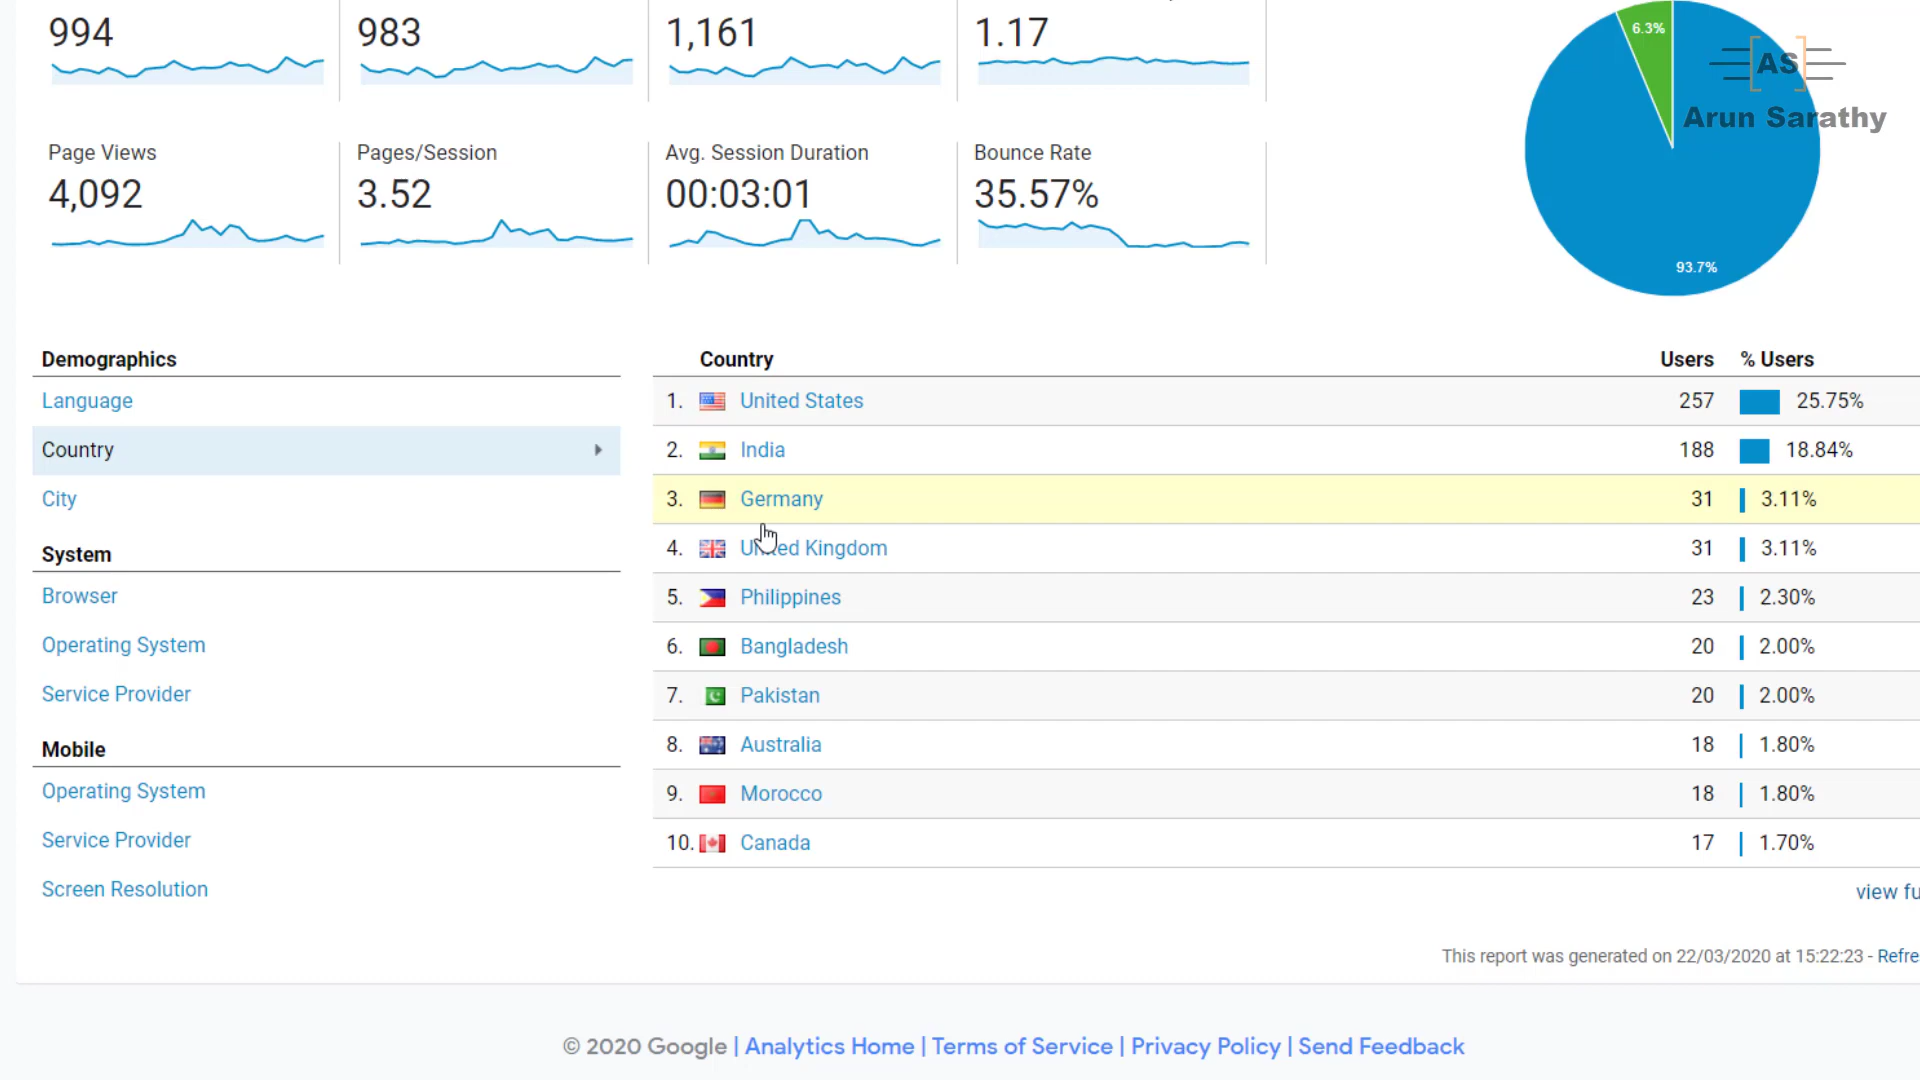 994 983 1,161 1.17
6.3%
AS
Arun Sarathy
Page Views Pages/Session Avg. Session Duration Bounce Rate
4,092 3.52 00:03:01 35.57%
93.7%
Demographics
Language
Country
City
System
Browser
Operating System
Service Provider
Mobile
Operating System
Service Provider
Screen Resolution
Country Users % Users
1. United States 257 25.75%
2. India 188 18.84%
3. Germany 31 3.11%
4. United Kingdom 31 3.11%
5. Philippines 23 2.30%
6. Bangladesh 20 2.00%
7. Pakistan 20 2.00%
8. Australia 18 1.80%
9. Morocco 18 1.80%
10. Canada 17 1.70%
view fu
This report was generated on 22/03/2020 at 15:22:23 - Refre
© 2020 Google | Analytics Home | Terms of Service | Privacy Policy | Send Feedback